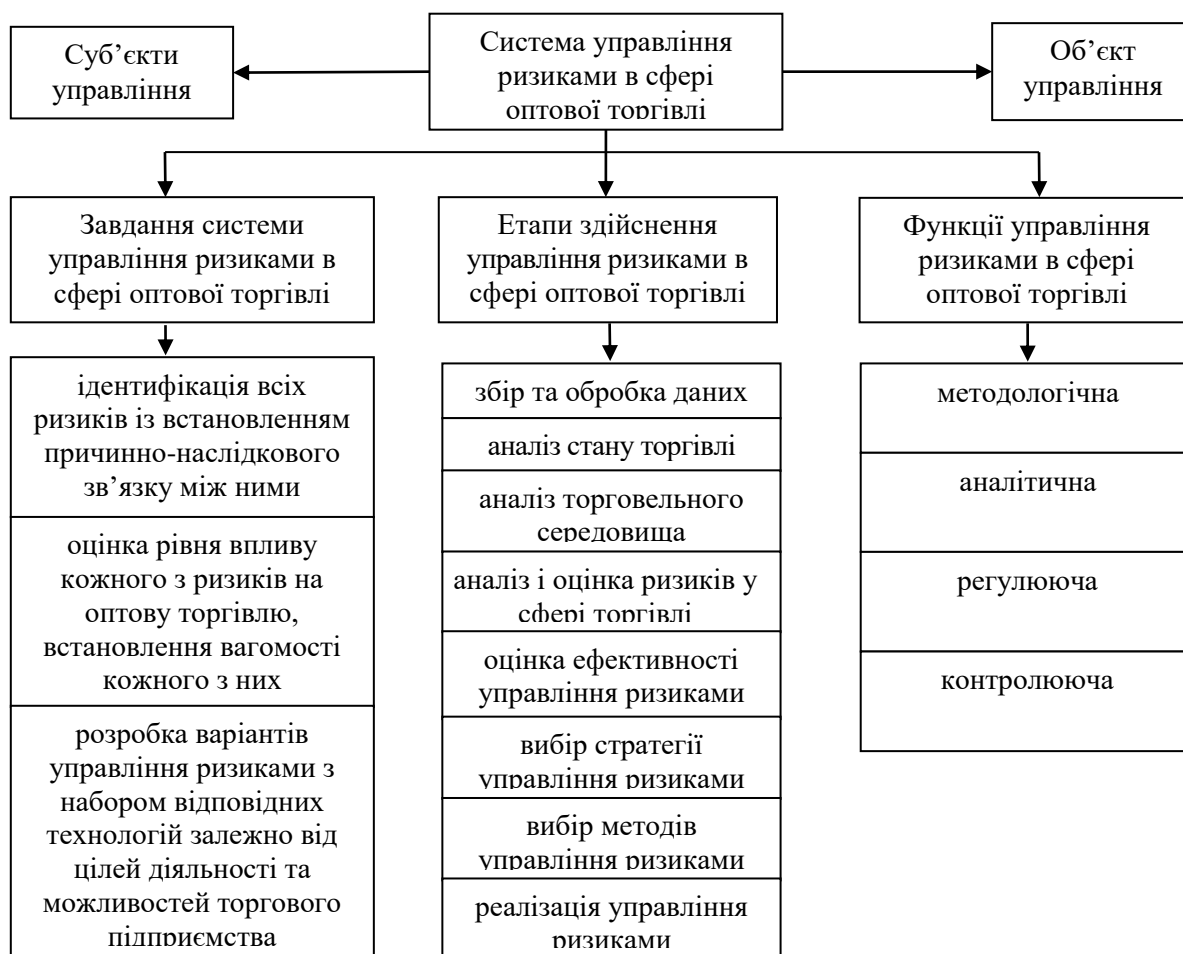 Суб’єкти
управління
Система управління
ризиками в сфері
оптової торгівлі
Об’єкт
управління
Завдання системи
управління ризиками в
сфері оптової торгівлі
Етапи здійснення
управління ризиками в
сфері оптової торгівлі
Функції управління
ризиками в сфері
оптової торгівлі
ідентифікація всіх
ризиків із встановленням
причинно-наслідкового
зв’язку між ними
оцінка рівня впливу
кожного з ризиків на
оптову торгівлю,
встановлення вагомості
кожного з них
розробка варіантів
управління ризиками з
набором відповідних
технологій залежно від
цілей діяльності та
можливостей торгового
підприємства
збір та обробка даних
аналіз стану торгівлі
аналіз торговельного
середовища
аналіз і оцінка ризиків у
сфері торгівлі
оцінка ефективності
управління ризиками
вибір стратегії
управління ризиками
вибір методів
управління ризиками
реалізація управління
ризиками
методологічна
аналітична
регулююча
контролююча